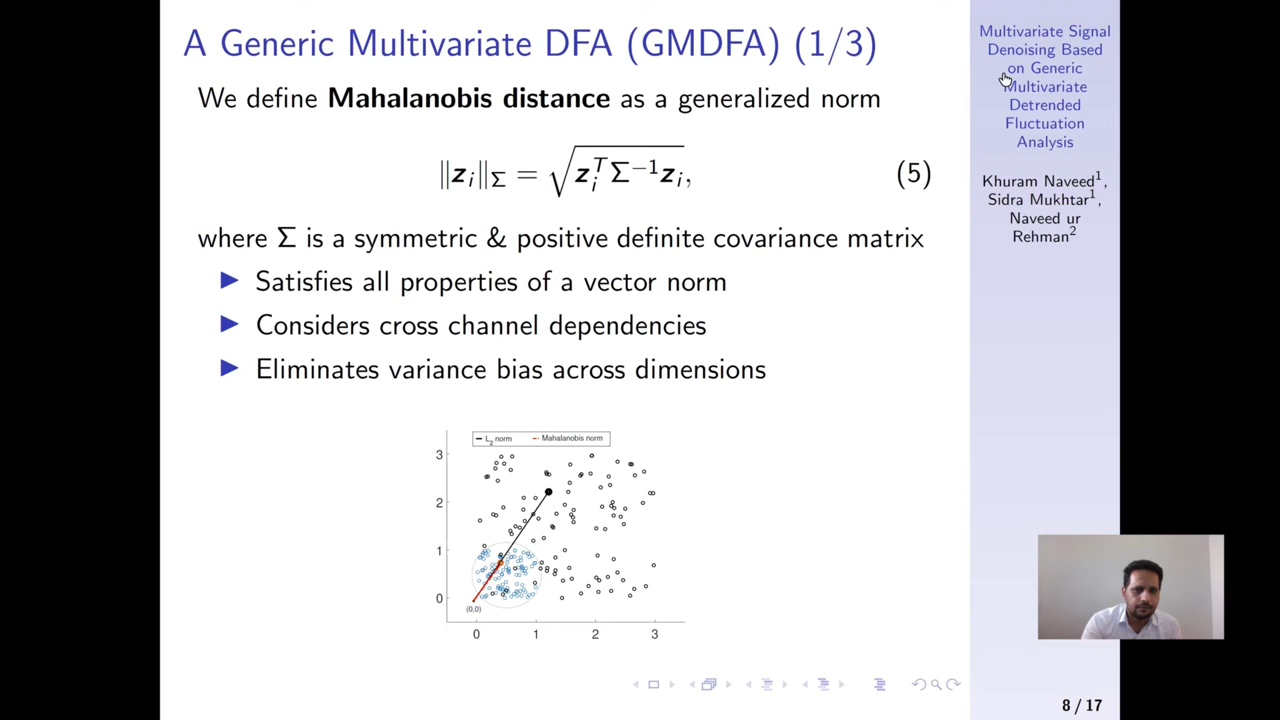 A Generic Multivariate DFA (GMDFA) (1/3)
We define Mahalanobis distance as a generalized norm
‖z_i‖_Σ = √(z_i^T Σ^{−1} z_i), (5)
where Σ is a symmetric & positive definite covariance matrix
▶ Satisfies all properties of a vector norm
▶ Considers cross channel dependencies
▶ Eliminates variance bias across dimensions
L_2 norm Mahalanobis norm
3
2
1
0
(0,0)
0 1 2 3
Multivariate Signal
Denoising Based
on Generic
Multivariate
Detrended
Fluctuation
Analysis
Khuram Naveed¹,
Sidra Mukhtar¹,
Naveed ur
Rehman²
8 / 17